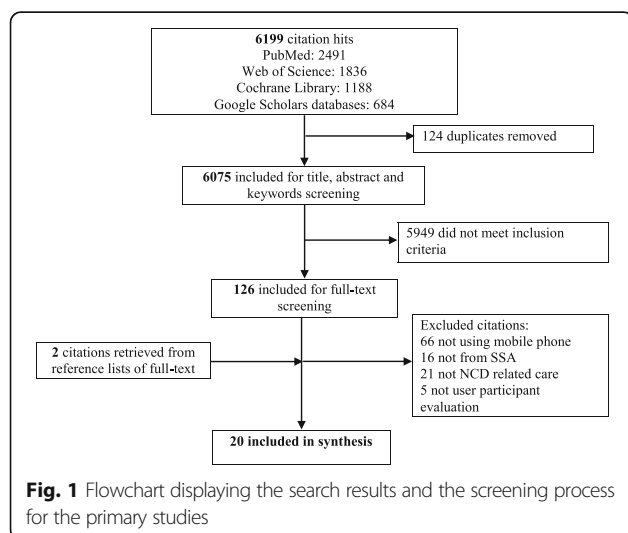 6199 citation hits
PubMed: 2491
Web of Science: 1836
Cochrane Library: 1188
Google Scholars databases: 684
124 duplicates removed
6075 included for title, abstract and
keywords screening
5949 did not meet inclusion
criteria
126 included for full-text
screening
2 citations retrieved from
reference lists of full-text
Excluded citations:
66 not using mobile phone
16 not from SSA
21 not NCD related care
5 not user participant
evaluation
20 included in synthesis
Fig. 1 Flowchart displaying the search results and the screening process
for the primary studies